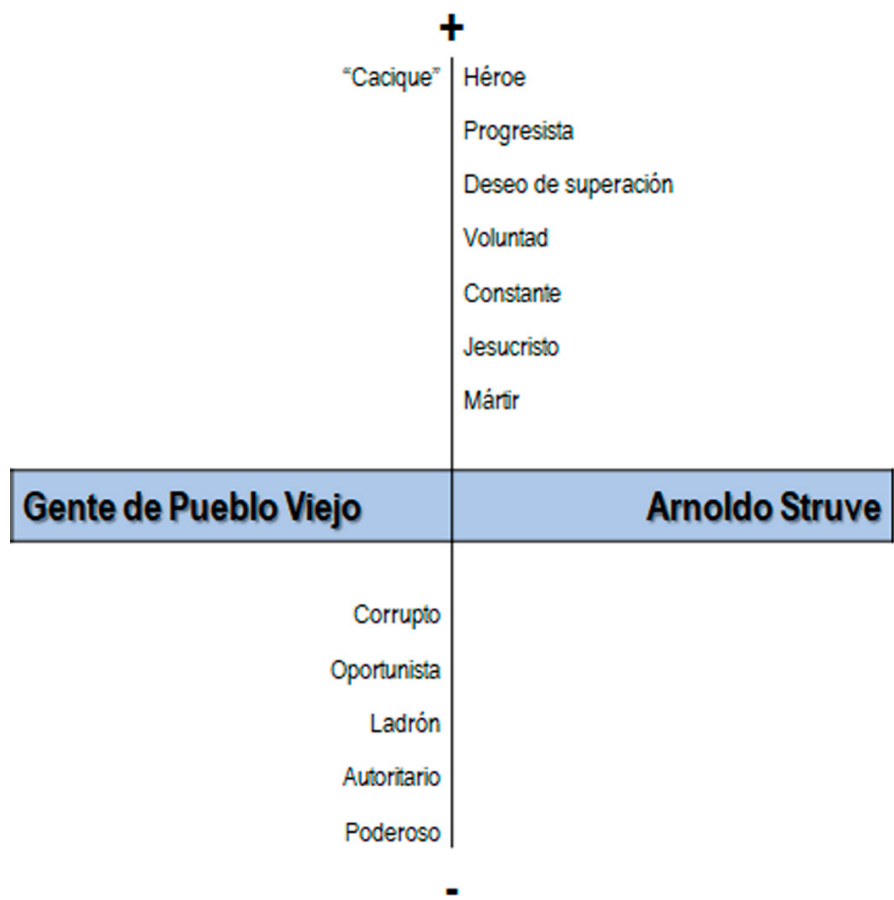 +
“Cacique” Héroe
Progresista
Deseo de superación
Voluntad
Constante
Jesucristo
Mártir
Gente de Pueblo Viejo Arnoldo Struve
Corrupto
Oportunista
Ladrón
Autoritario
Poderoso
-